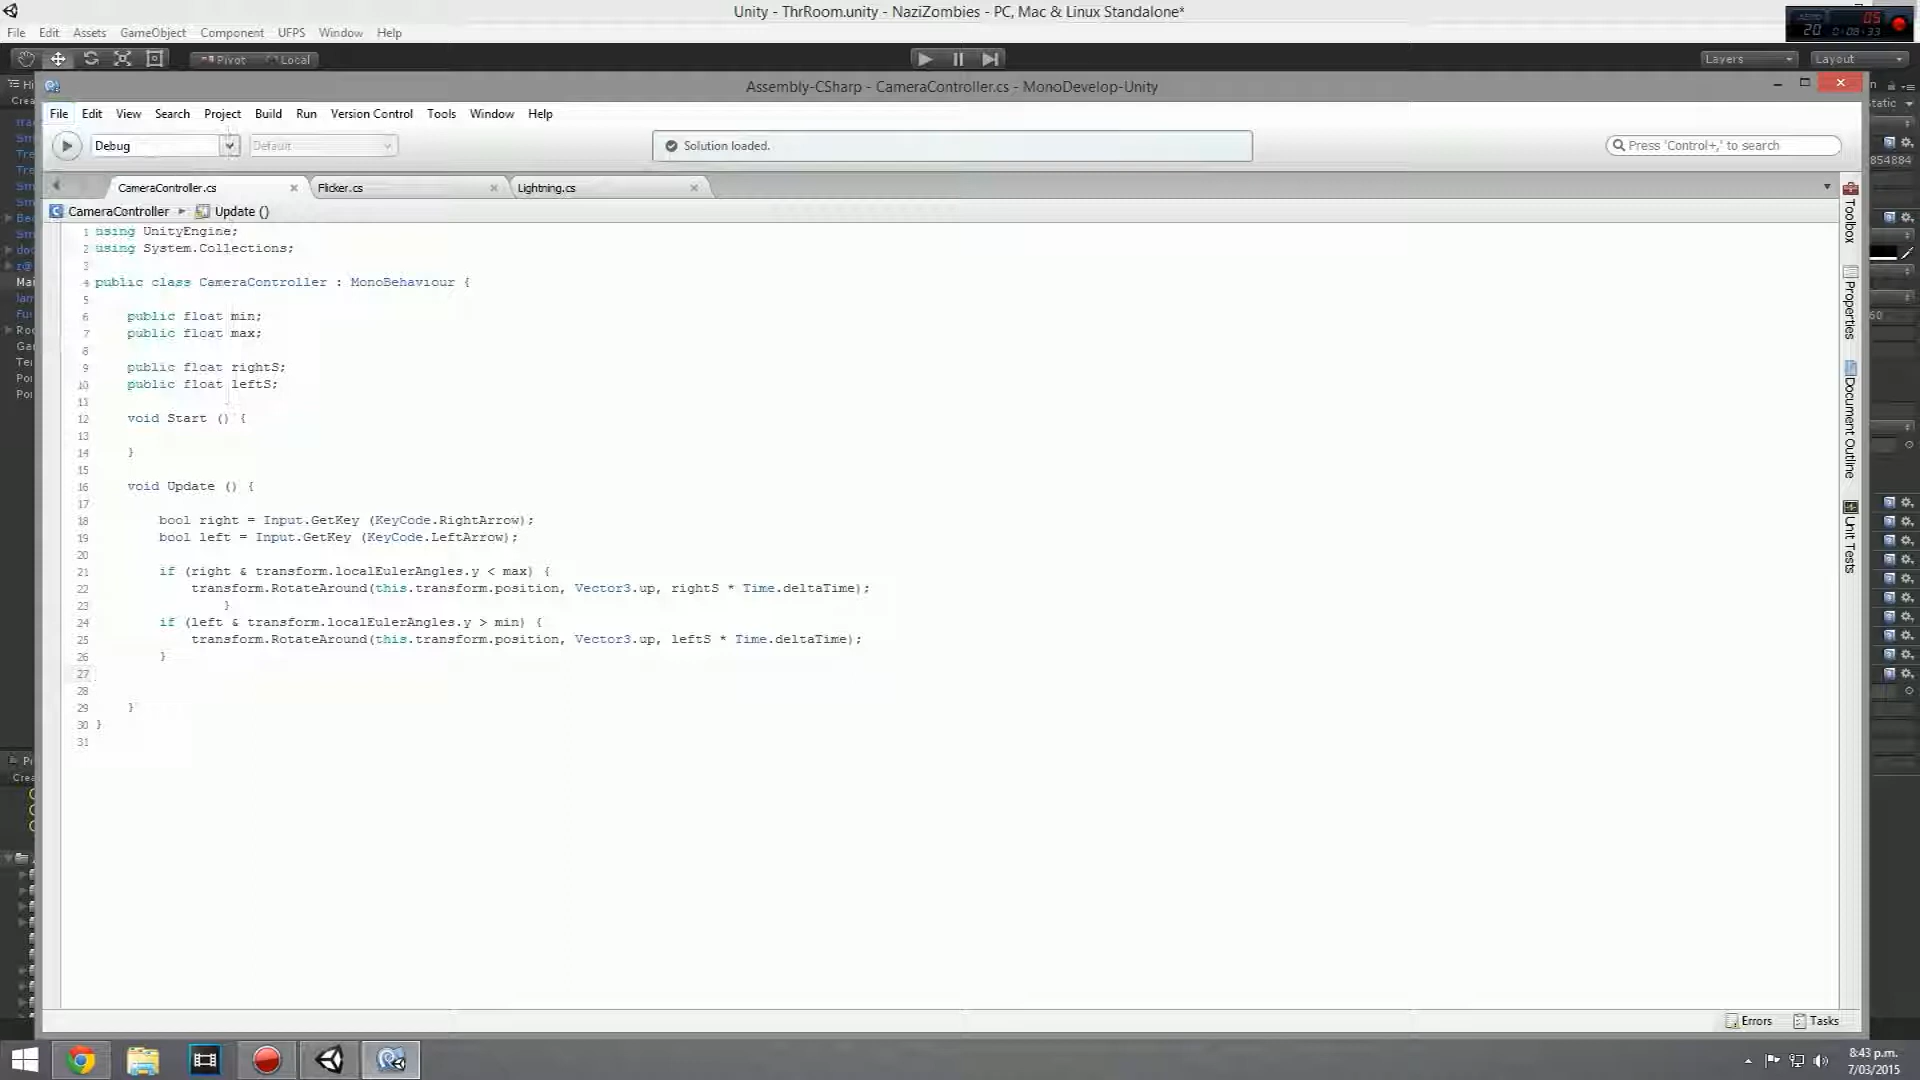 Unity - ThrRoom.unity - NaziZombies - PC, Mac & Linux Standalone*
File Edit Assets GameObject Component UFPS Window Help
20 0:08:33
Pivot Local
Layers Layout
Assembly-CSharp - CameraController.cs - MonoDevelop-Unity
File Edit View Search Project Build Run Version Control Tools Window Help
Debug Default Solution loaded. Press 'Control+,' to search
CameraController.cs Flicker.cs Lightning.cs
CameraController Update ()
1 using UnityEngine;
2 using System.Collections;
3
4 public class CameraController : MonoBehaviour {
5
6 public float min;
7 public float max;
8
9 public float rightS;
10 public float leftS;
11
12 void Start () {
13
14 }
15
16 void Update () {
17
18 bool right = Input.GetKey (KeyCode.RightArrow);
19 bool left = Input.GetKey (KeyCode.LeftArrow);
20
21 if (right & transform.localEulerAngles.y < max) {
22 transform.RotateAround(this.transform.position, Vector3.up, rightS * Time.deltaTime);
23 }
24 if (left & transform.localEulerAngles.y > min) {
25 transform.RotateAround(this.transform.position, Vector3.up, leftS * Time.deltaTime);
26 }
27
28
29 }
30 }
31
Toolbox
Properties
Document Outline
Unit Tests
854884
60
Errors Tasks
8:43 p.m.
7/03/2015